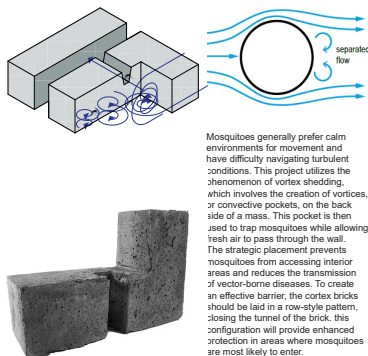 separated
flow
Mosquitoes generally prefer calm
environments for movement and
have difficulty navigating turbulent
conditions. This project utilizes the
phenomenon of vortex shedding,
which involves the creation of vortices,
or convective pockets, on the back
side of a mass. This pocket is then
used to trap mosquitoes while allowing
fresh air to pass through the wall.
The strategic placement prevents
mosquitoes from accessing interior
areas and reduces the transmission
of vector-borne diseases. To create
an effective barrier, the cortex bricks
should be laid in a row-style pattern,
closing the tunnel of the brick. this
configuration will provide enhanced
protection in areas where mosquitoes
are most likely to enter.